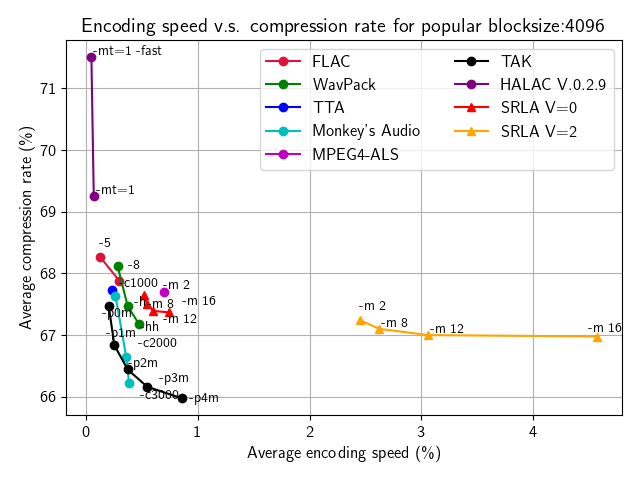 Encoding speed v.s. compression rate for popular blocksize:4096
Average compression rate (%)
71
70
69
68
67
66
FLAC
WavPack
TTA
Monkey's Audio
MPEG4-ALS
TAK
HALAC V.0.2.9
SRLA V=0
SRLA V=2
-mt=1 -fast
-mt=1
-5
-8
-c1000
-m 2
-h
-m 8
-m 16
-p0m
-m 12
-hh
-p1m
-c2000
-p2m
-p3m
-c3000
-p4m
-m 2
-m 8
-m 12
-m 16
0
1
2
3
4
Average encoding speed (%)